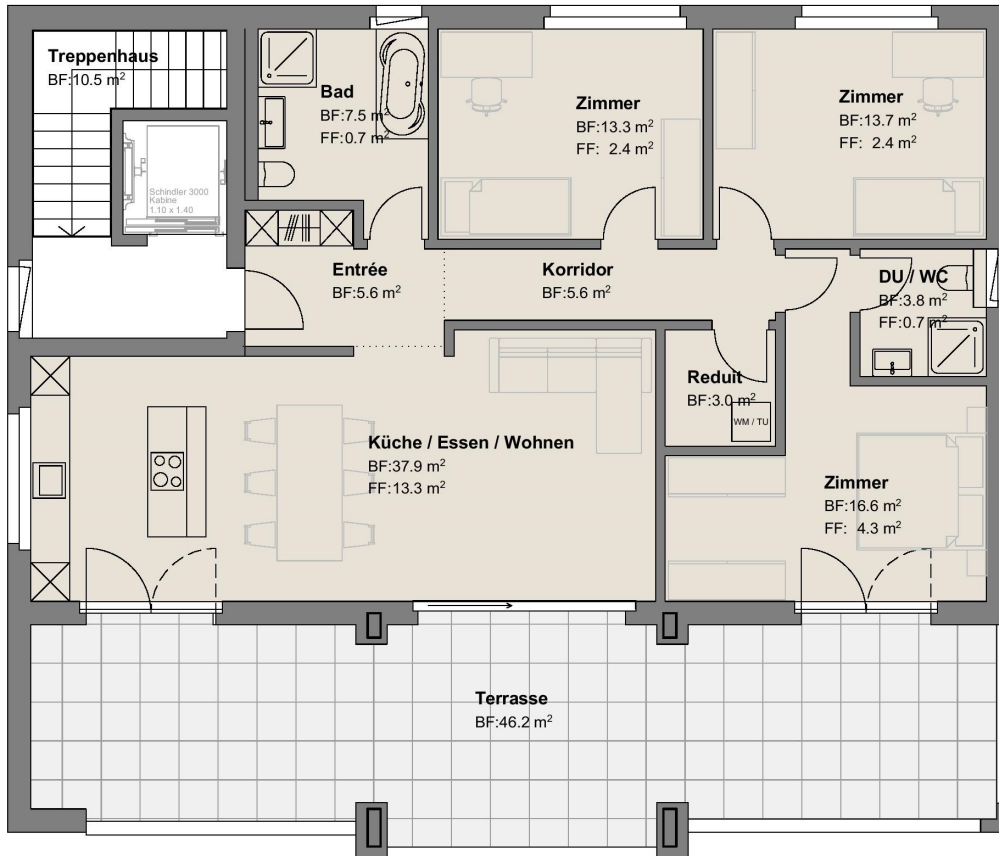 Treppenhaus
BF:10.5 m²
Schindler 3000
Kabine
1.10 x 1.40
Bad
BF:7.5 m²
FF:0.7 m²
Zimmer
BF:13.3 m²
FF: 2.4 m²
Zimmer
BF:13.7 m²
FF: 2.4 m²
Entrée
BF:5.6 m²
Korridor
BF:5.6 m²
DU / WC
BF:3.8 m²
FF:0.7 m²
Reduit
BF:3.0 m²
WM / TU
Küche / Essen / Wohnen
BF:37.9 m²
FF:13.3 m²
Zimmer
BF:16.6 m²
FF: 4.3 m²
Terrasse
BF:46.2 m²